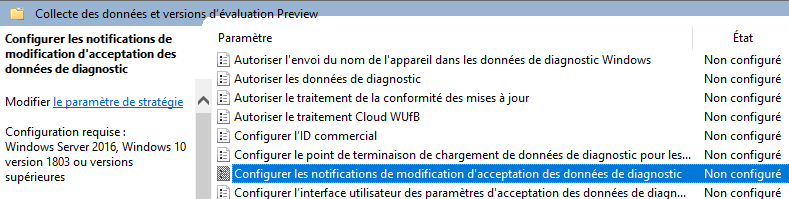 Collecte des données et versions d'évaluation Preview
Configurer les notifications de
modification d'acceptation des
données de diagnostic
Modifier le paramètre de stratégie
Configuration requise :
Windows Server 2016, Windows 10
version 1803 ou versions
supérieures
Paramètre État
Autoriser l'envoi du nom de l'appareil dans les données de diagnostic Windows Non configuré
Autoriser les données de diagnostic Non configuré
Autoriser le traitement de la conformité des mises à jour Non configuré
Autoriser le traitement Cloud WUfB Non configuré
Configurer l'ID commercial Non configuré
Configurer le point de terminaison de chargement de données de diagnostic pour les... Non configuré
Configurer les notifications de modification d'acceptation des données de diagnostic Non configuré
Configurer l'interface utilisateur des paramètres d'acceptation des données de diagn... Non configuré